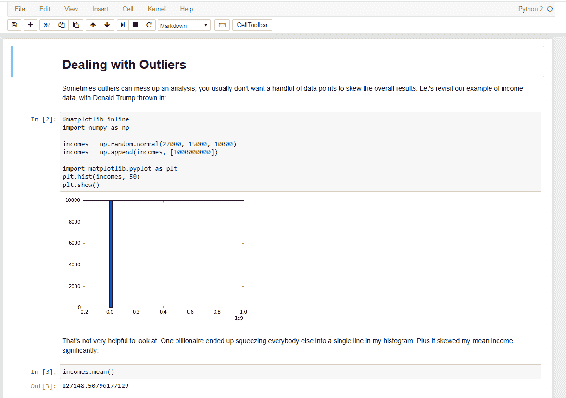 File Edit View Insert Cell Kernel Help
Python 2
Markdown
CellToolbar
Dealing with Outliers
Sometimes outliers can mess up an analysis; you usually don't want a handful of data points to skew the overall results. Let's revisit our example of income
data, with Donald Trump thrown in:
In [2]:
%matplotlib inline
import numpy as np
incomes = np.random.normal(27000, 15000, 10000)
incomes = np.append(incomes, [1000000000])
import matplotlib.pyplot as plt
plt.hist(incomes, 50)
plt.show()
10000
8000
6000
4000
2000
0
-0.2 0.0 0.2 0.4 0.6 0.8 1.0
1e9
That's not very helpful to look at. One billionaire ended up squeezing everybody else into a single line in my histogram. Plus it skewed my mean income
significantly:
In [3]:
incomes.mean()
Out[3]: